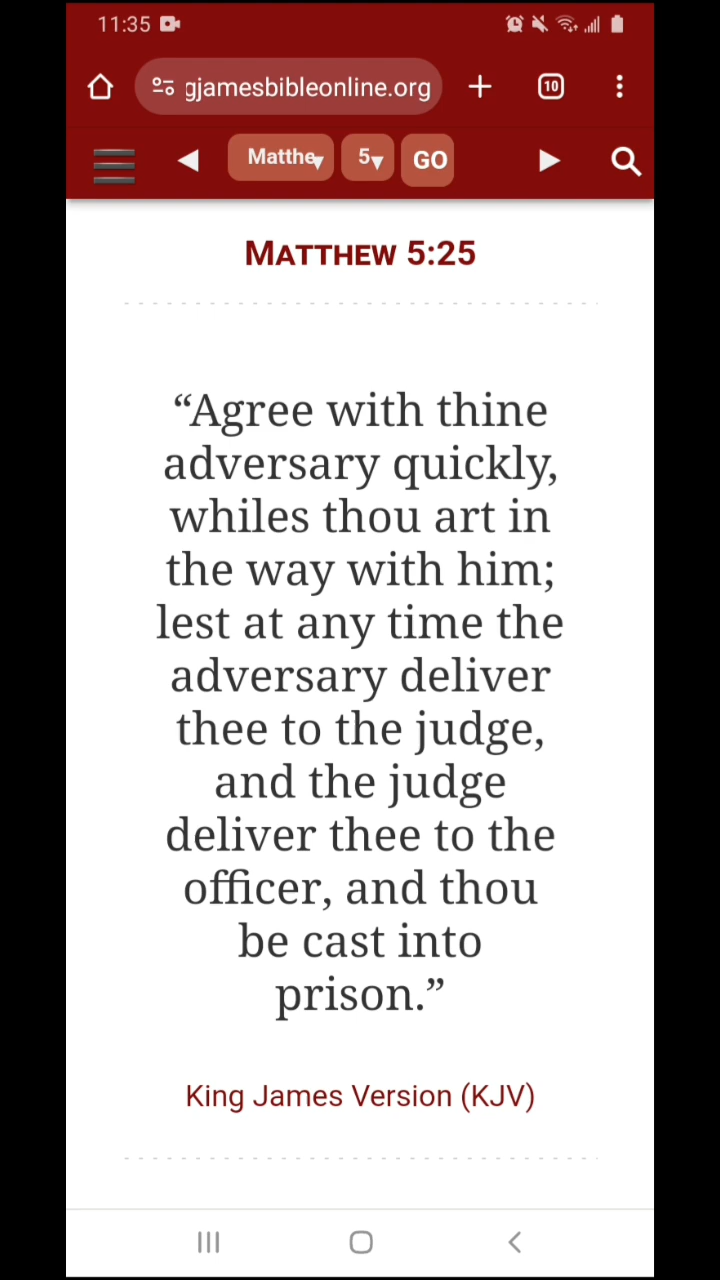 11:35
gjamesbibleonline.org
10
Matthe
5
GO
MATTHEW 5:25
“Agree with thine
adversary quickly,
whiles thou art in
the way with him;
lest at any time the
adversary deliver
thee to the judge,
and the judge
deliver thee to the
officer, and thou
be cast into
prison.”
King James Version (KJV)